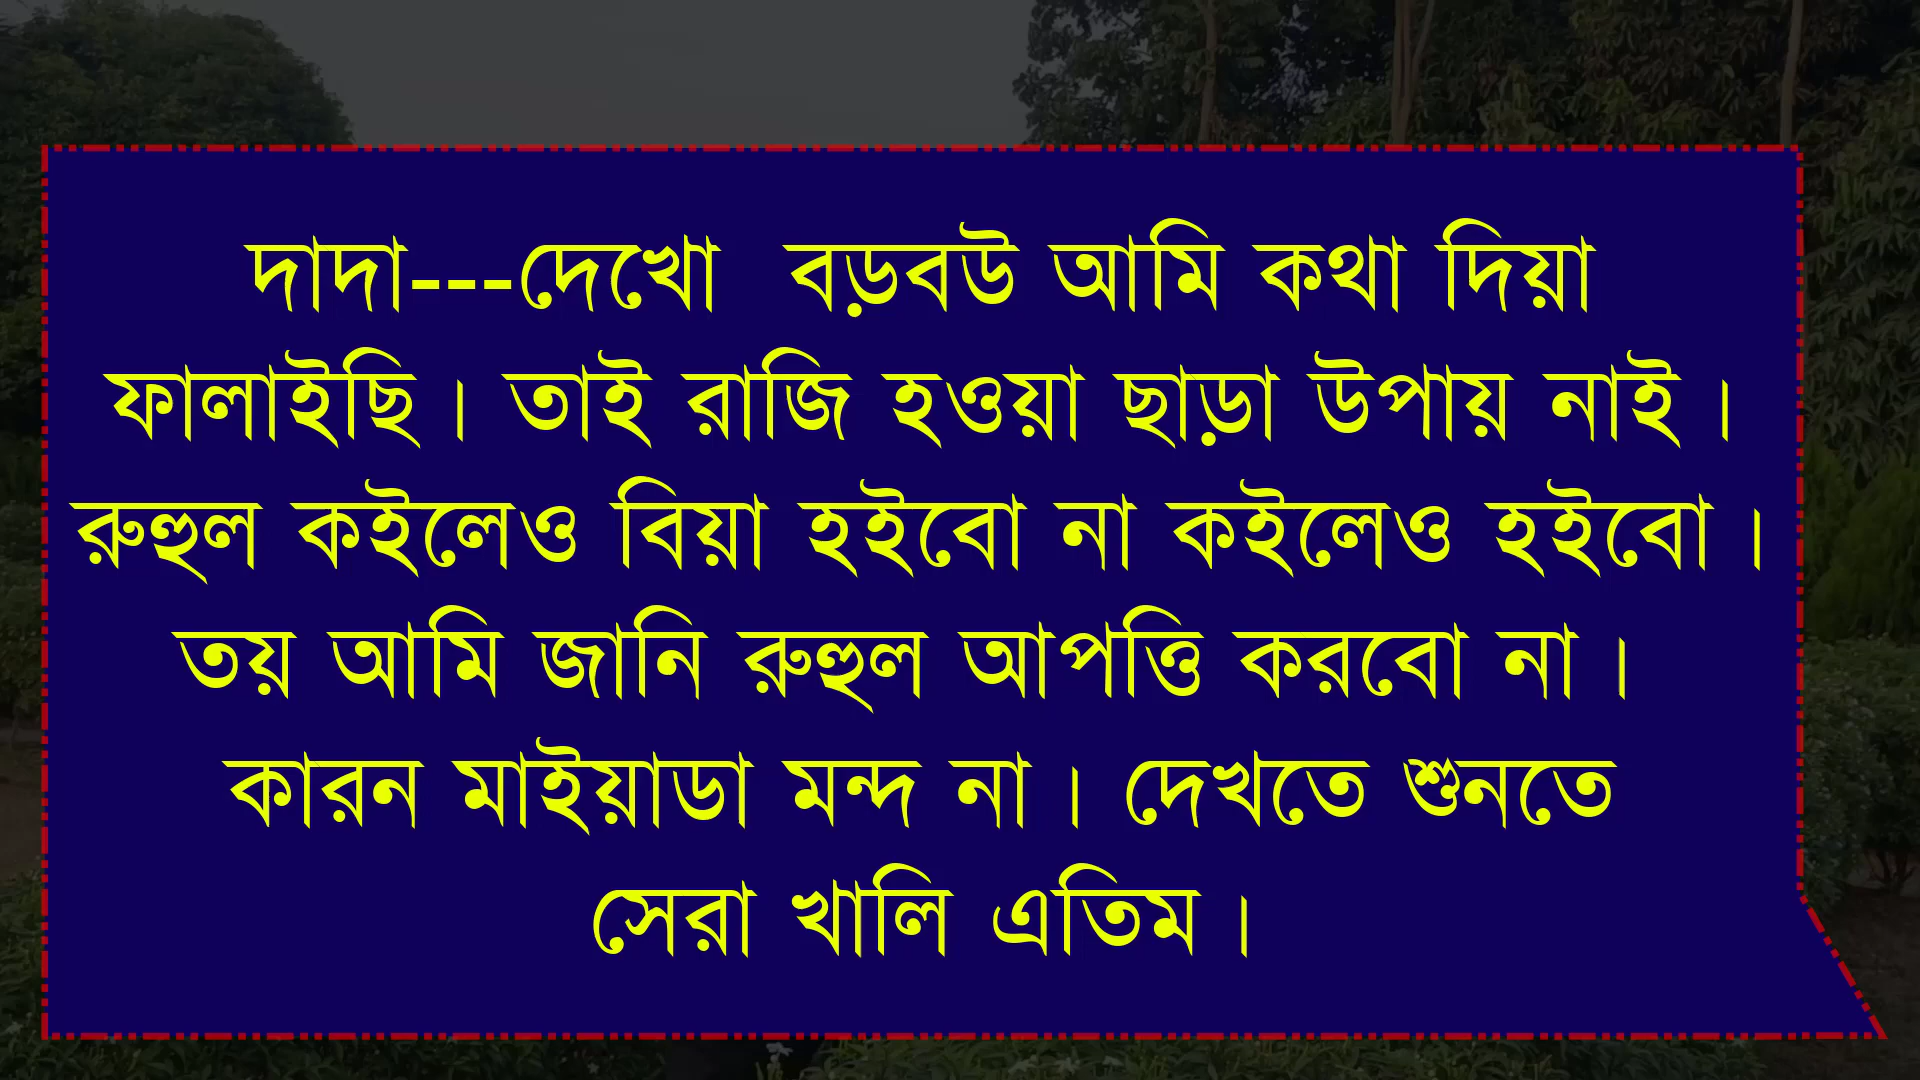 দাদা---দেখো  বড়বউ আমি কথা দিয়া
ফালাইছি। তাই রাজি হওয়া ছাড়া উপায় নাই।
রুহুল কইলেও বিয়া হইবো না কইলেও হইবো।
তয় আমি জানি রুহুল আপত্তি করবো না।
কারন মাইয়াডা মন্দ না। দেখতে শুনতে
সেরা খালি এতিম।